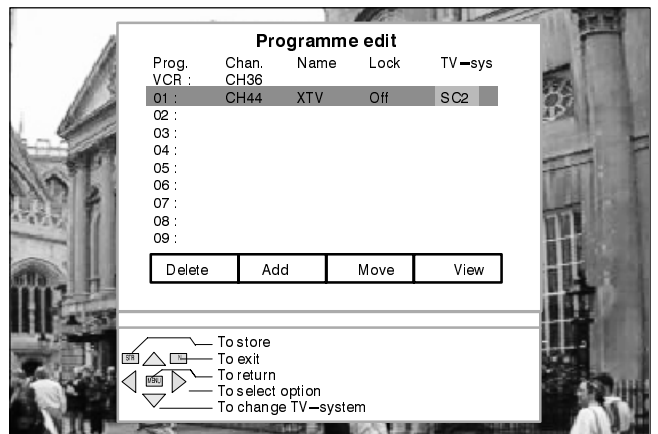 Programme edit
Prog. Chan. Name Lock TV–sys
VCR : CH36
01 : CH44 XTV Off SC2
02 :
03 :
04 :
05 :
06 :
07 :
08 :
09 :
Delete Add Move View
To store
STR N To exit
MENU To return
To select option
To change TV–system